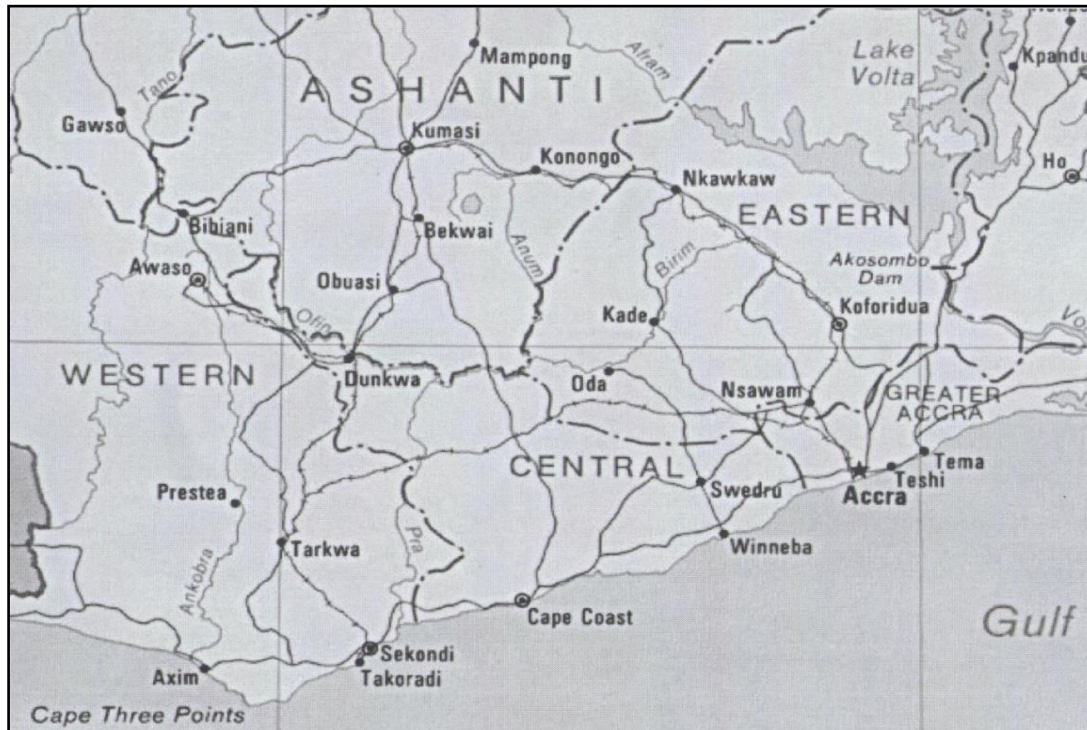 Mampong
Afram
Lake
Volta
Kpandu
Tano
ASHANTI
Gawso
Kumasi
Konongo
Nkawkaw
Ho
Bibiani
Bekwai
Anum
EASTERN
Birim
Awaso
Obuasi
Akosombo
Dam
Ofin
Kade
Koforidua
WESTERN
Dunkwa
Oda
Nsawam
GREATER
ACCRA
CENTRAL
Tema
Teshi
Accra
Swedru
Prestea
Winneba
Tarkwa
Pra
Ankobra
Cape Coast
Gulf
Sekondi
Takoradi
Axim
Cape Three Points